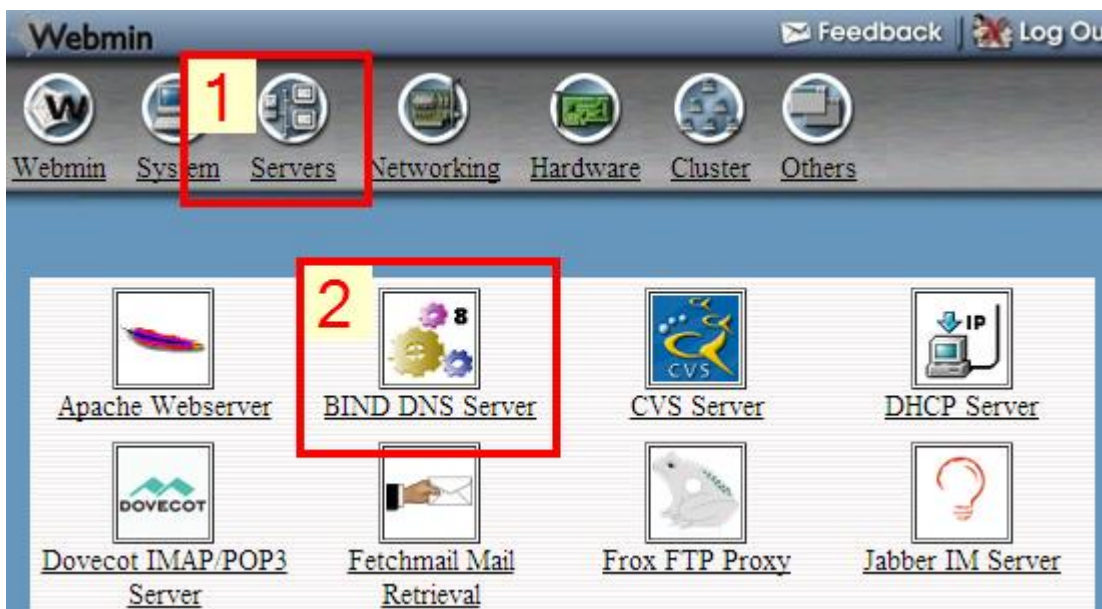 Webmin
Feedback
Log Ou
1
Webmin System Servers Networking Hardware Cluster Others
2
8
CVS
IP
Apache Webserver
BIND DNS Server
CVS Server
DHCP Server
DOVECOT
Dovecot IMAP/POP3
Server
Fetchmail Mail
Retrieval
Frox FTP Proxy
Jabber IM Server